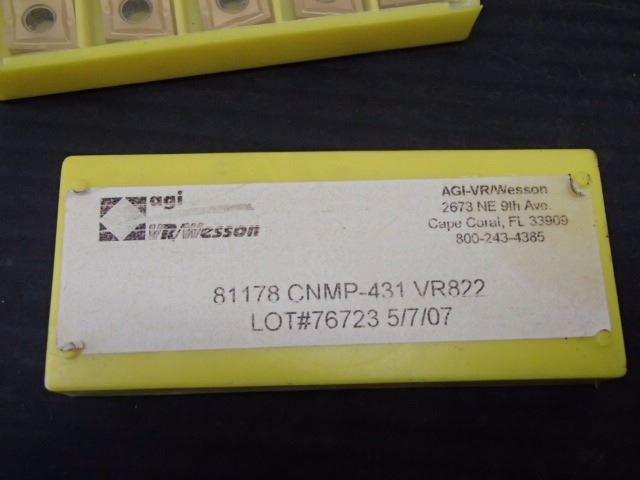 agi
VR/Wesson
AGI-VR/Wesson
2673 NE 9th Ave.
Cape Coral, FL 33909
800-243-4385
81178 CNMP-431 VR822
LOT#76723 5/7/07